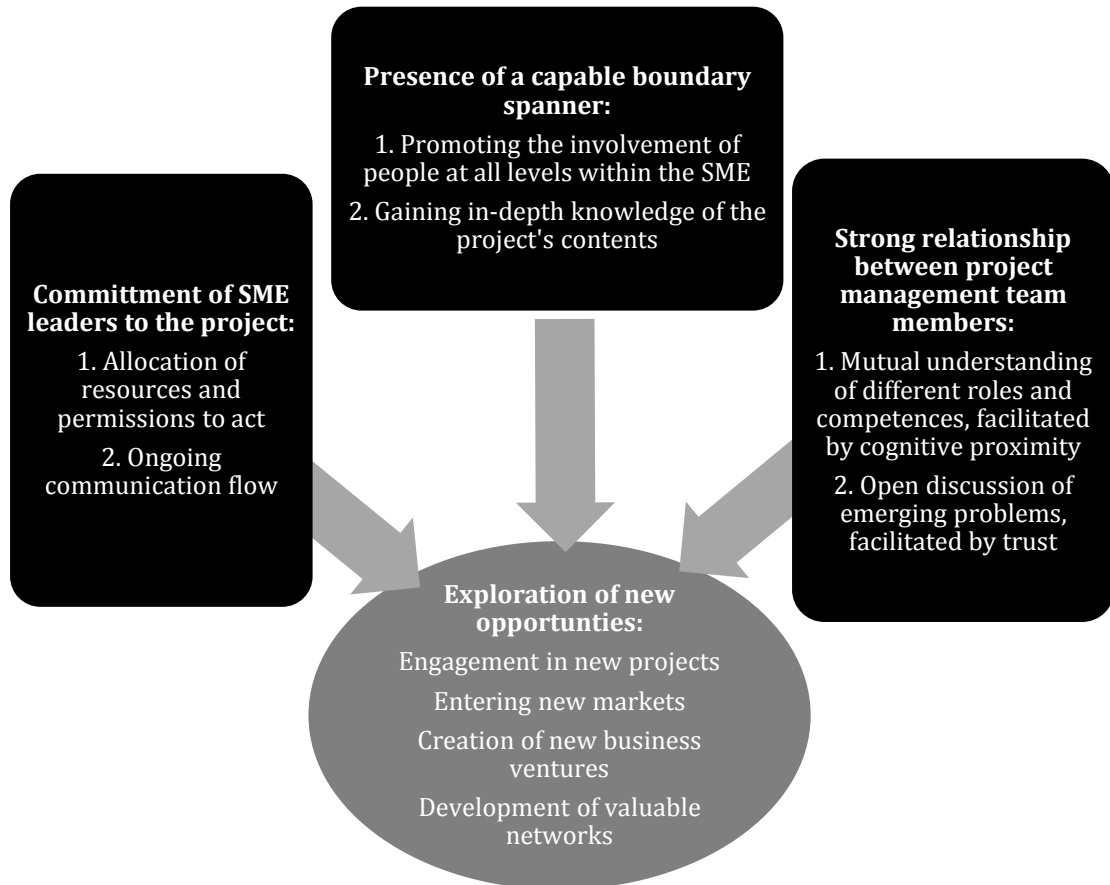 Presence of a capable boundary
spanner:
1. Promoting the involvement of
people at all levels within the SME
2. Gaining in-depth knowledge of the
project's contents
Committment of SME
leaders to the project:
1. Allocation of
resources and
permissions to act
2. Ongoing
communication flow
Strong relationship
between project
management team
members:
1. Mutual understanding
of different roles and
competences, facilitated
by cognitive proximity
2. Open discussion of
emerging problems,
facilitated by trust
Exploration of new
opportunties:
Engagement in new projects
Entering new markets
Creation of new business
ventures
Development of valuable
networks